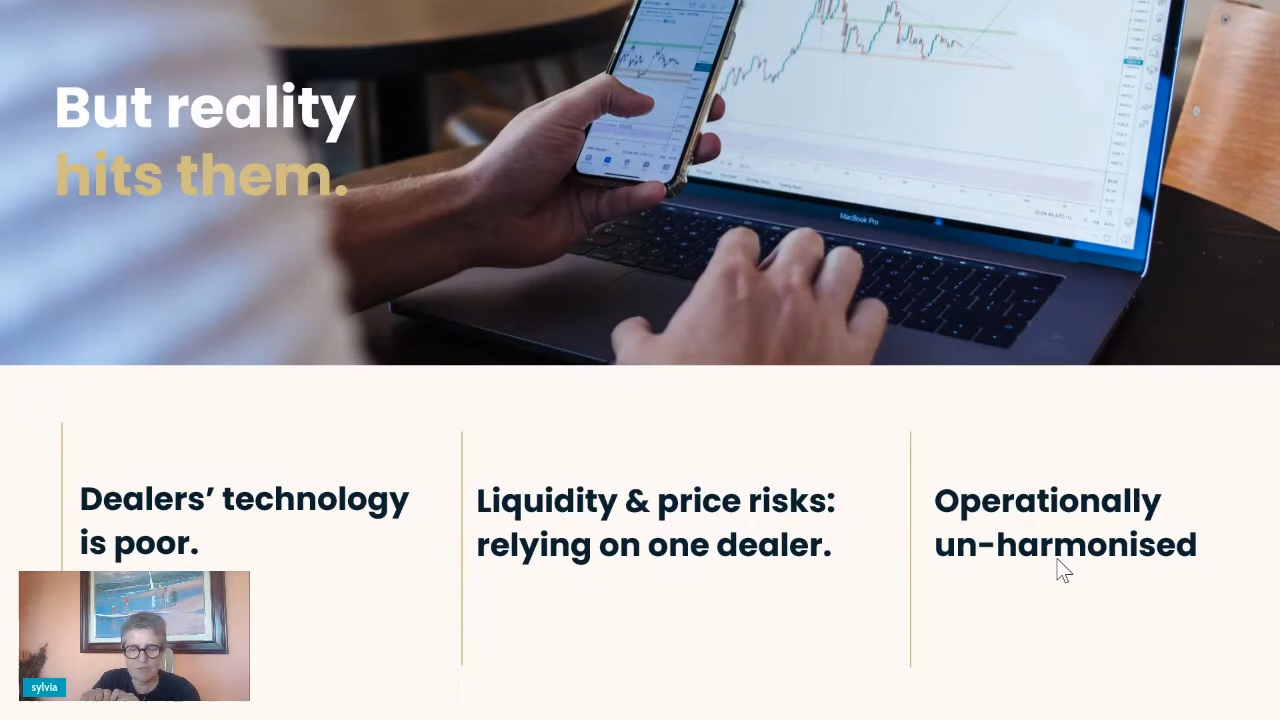 But reality
hits them.
MacBook Pro
Dealers’ technology
is poor.
Liquidity & price risks:
relying on one dealer.
Operationally
un-harmonised
sylvia